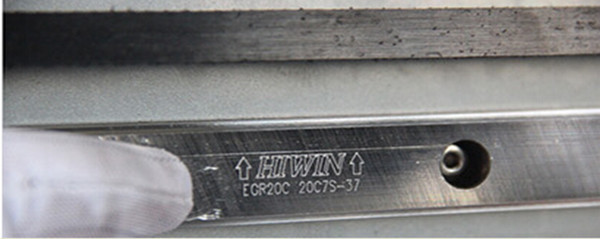 ↑ HIWIN ↑
EGR20C 20C7S-37